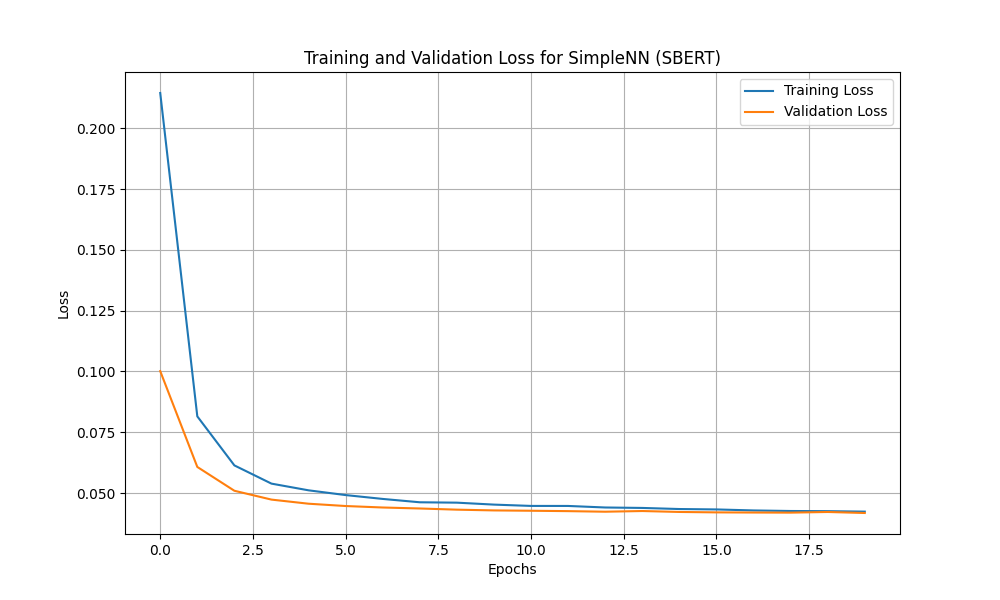 Training and Validation Loss for SimpleNN (SBERT)
Training Loss
Validation Loss
0.200
0.175
0.150
0.125
0.100
0.075
0.050
Loss
0.0 2.5 5.0 7.5 10.0 12.5 15.0 17.5
Epochs